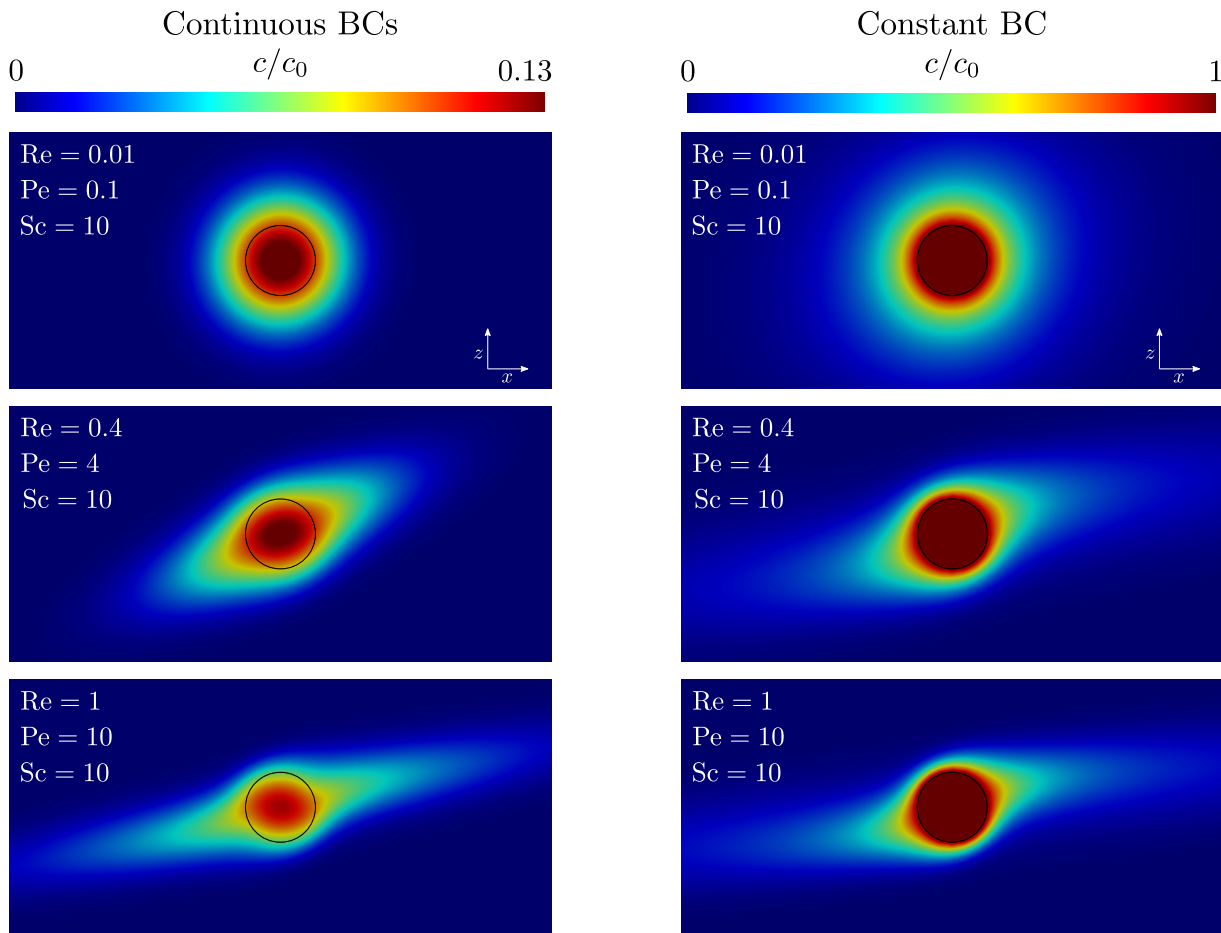 Continuous BCs
c/c₀
0 0.13
Re = 0.01
Pe = 0.1
Sc = 10
z
x
Re = 0.4
Pe = 4
Sc = 10
Re = 1
Pe = 10
Sc = 10
Constant BC
c/c₀
0 1
Re = 0.01
Pe = 0.1
Sc = 10
z
x
Re = 0.4
Pe = 4
Sc = 10
Re = 1
Pe = 10
Sc = 10